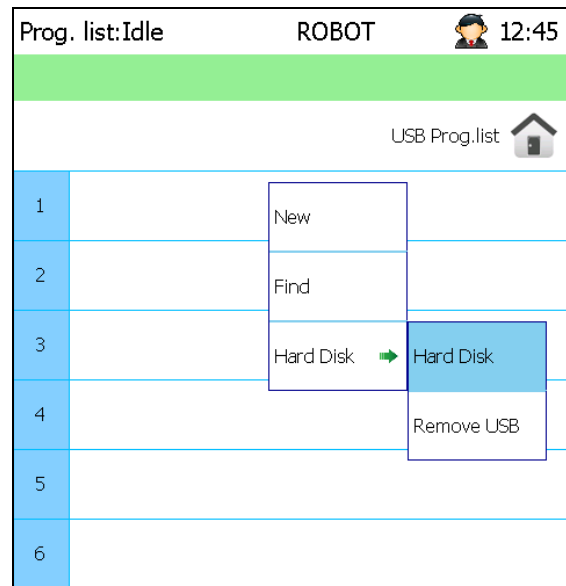 Prog. list:Idle ROBOT 12:45
USB Prog.list
1
New
2
Find
3
Hard Disk
Hard Disk
4
Remove USB
5
6